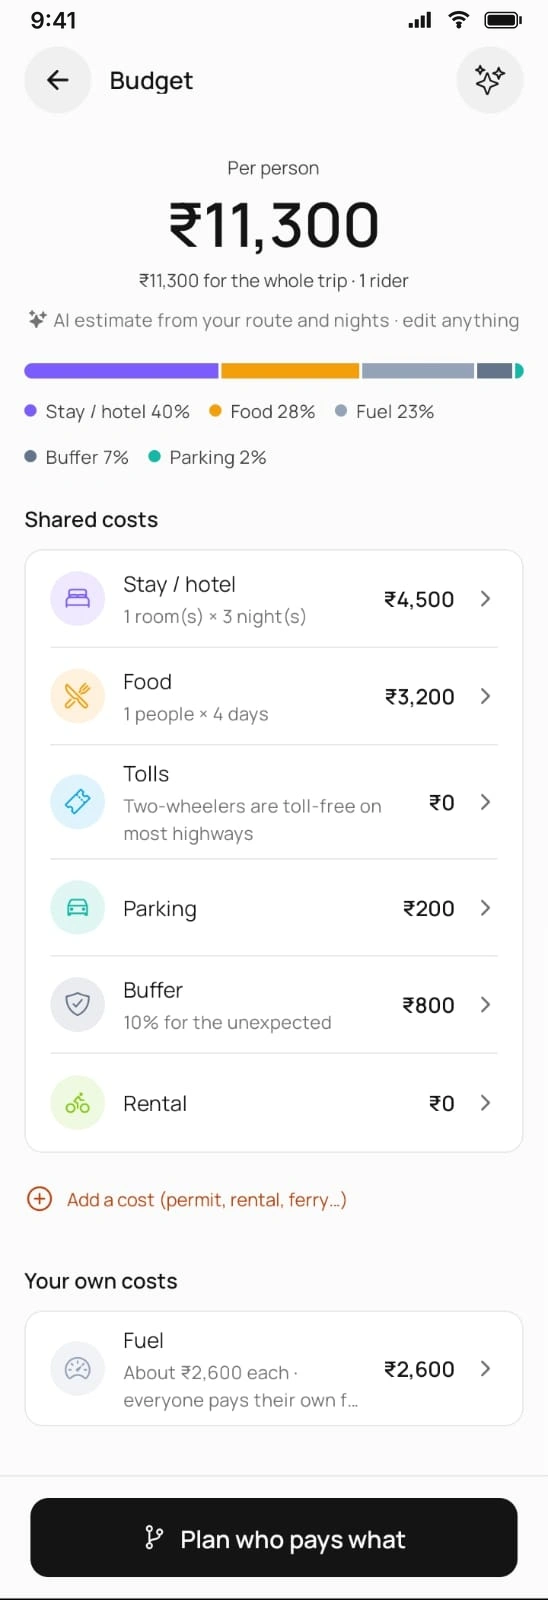 9:41
Budget
Per person
₹11,300
₹11,300 for the whole trip · 1 rider
AI estimate from your route and nights · edit anything
Stay / hotel 40% Food 28% Fuel 23%
Buffer 7% Parking 2%
Shared costs
Stay / hotel
₹4,500
1 room(s) × 3 night(s)
Food
₹3,200
1 people × 4 days
Tolls
Two-wheelers are toll-free on
₹0
most highways
Parking
₹200
Buffer
₹800
10% for the unexpected
Rental
₹0
Add a cost (permit, rental, ferry…)
Your own costs
Fuel
About ₹2,600 each ·
₹2,600
everyone pays their own f…
Plan who pays what